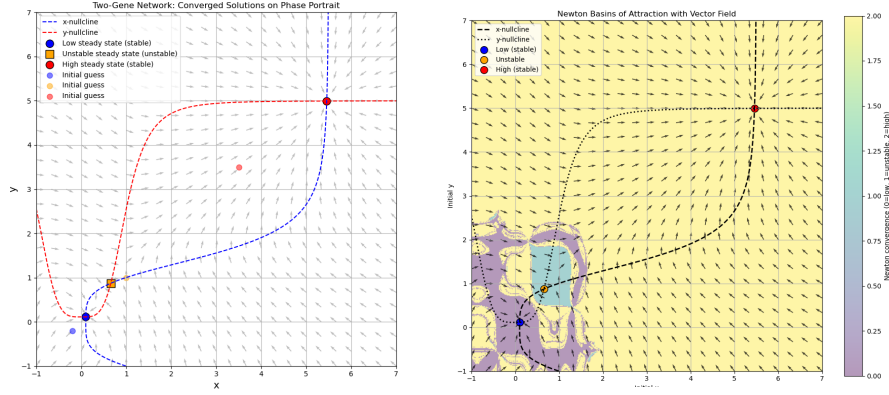 Two-Gene Network: Converged Solutions on Phase Portrait
x-nullcline
y-nullcline
Low steady state (stable)
Unstable steady state (unstable)
High steady state (stable)
Initial guess
Initial guess
Initial guess
7
6
5
4
3
2
1
0
−1
y
−1 0 1 2 3 4 5 6 7
x
Newton Basins of Attraction with Vector Field
x-nullcline
y-nullcline
Low (stable)
Unstable
High (stable)
7
6
5
4
3
2
1
0
−1
Initial y
−1 0 1 2 3 4 5 6 7
2.00
1.75
1.50
1.25
1.00
0.75
0.50
0.25
0.00
Newton convergence (0=low, 1=unstable, 2=high)